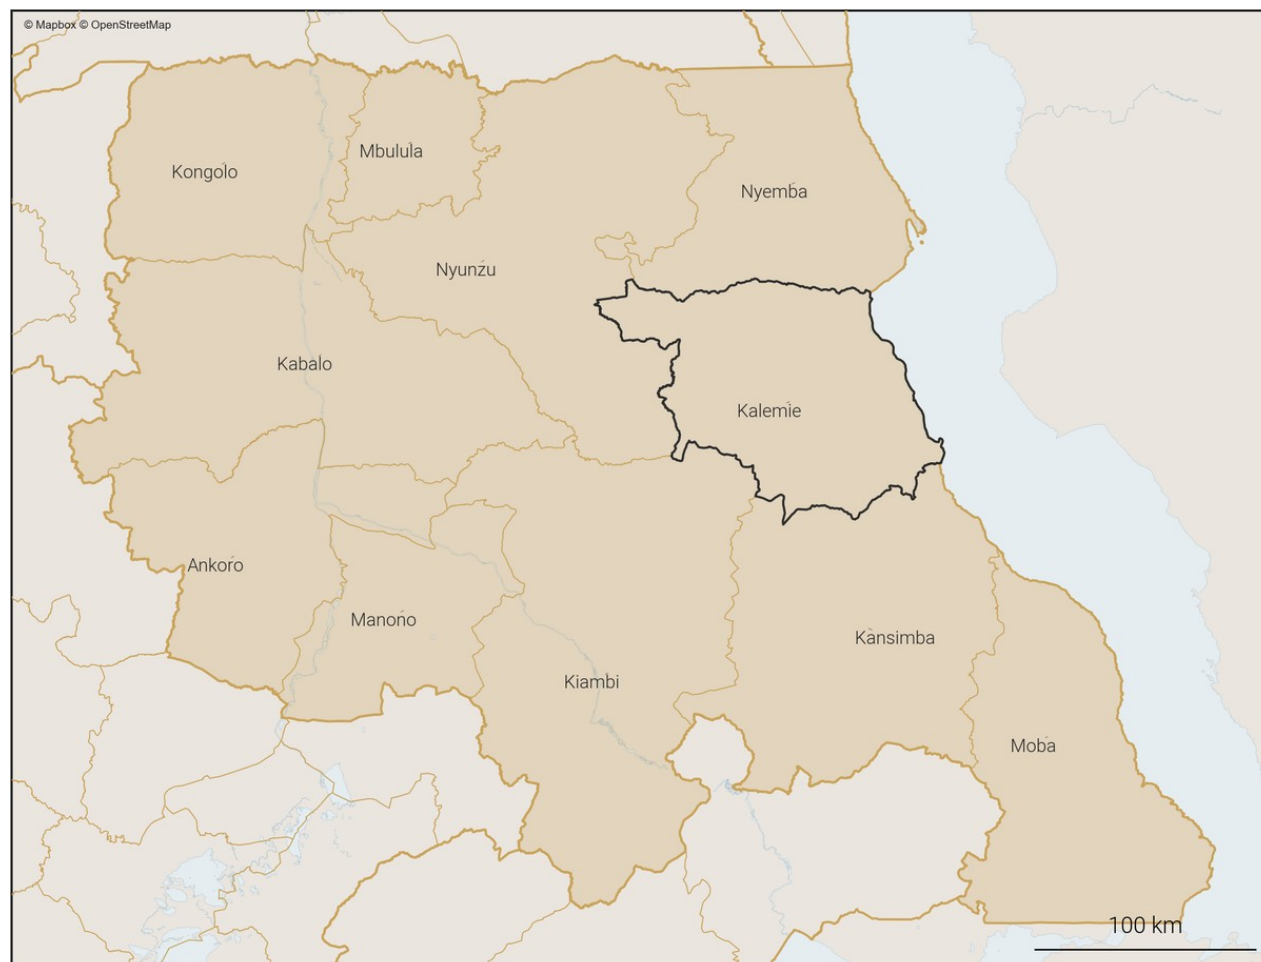 © Mapbox © OpenStreetMap
Mbulula
Kongolo
Nyemba
Nyunzu
Kabalo
Kalemie
Ankoro
Manono
Kansimba
Kiambi
Moba
100 km